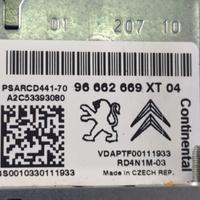 01 207 10
PSARCD441-70 96 662 669 XT 04
A2C53393080
Continental
VDAPTF00111933
RD4N1M-03
BS0010330111933 Made in CZECH REP.